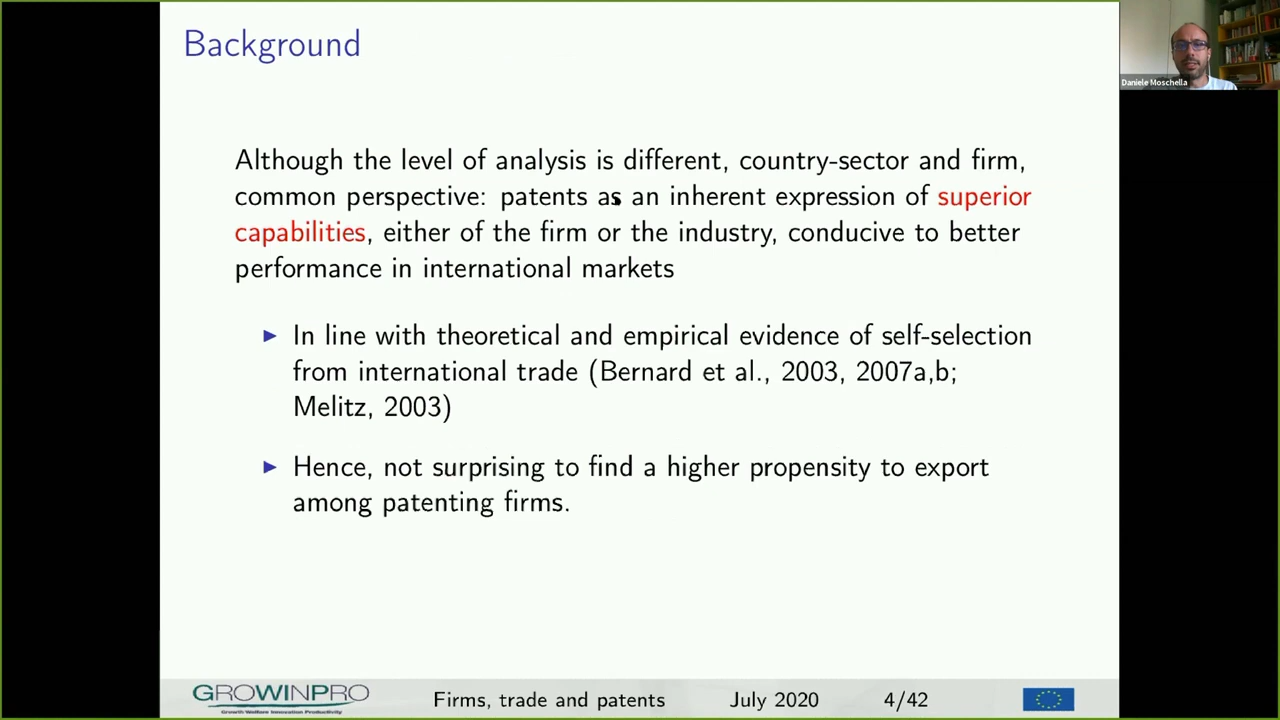 Background
Daniele Moschella
Although the level of analysis is different, country-sector and firm,
common perspective: patents as an inherent expression of superior
capabilities, either of the firm or the industry, conducive to better
performance in international markets
▶ In line with theoretical and empirical evidence of self-selection
from international trade (Bernard et al., 2003, 2007a,b;
Melitz, 2003)
▶ Hence, not surprising to find a higher propensity to export
among patenting firms.
GROWINPRO
Growth Welfare Innovation Productivity
Firms, trade and patents July 2020 4/42